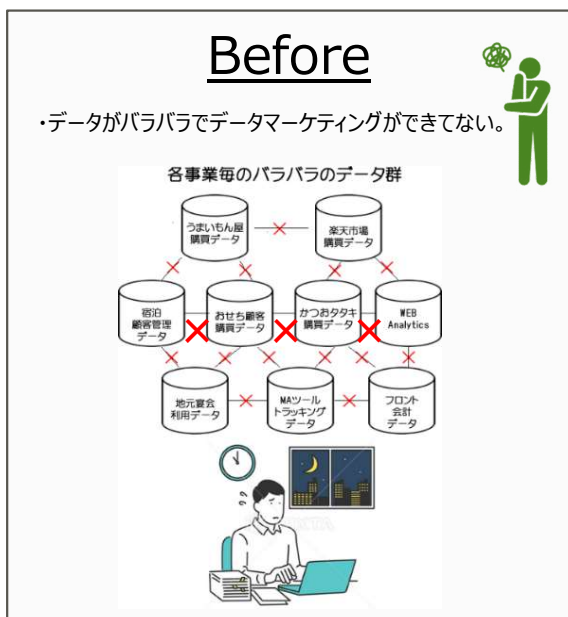 Before
・データがバラバラでデータマーケティングができてない。
各事業毎のバラバラのデータ群
うまいもん屋
購買データ
楽天市場
購買データ
宿泊
顧客管理
データ
おせち顧客
購買データ
かつおタタキ
購買データ
WEB
Analytics
地元宴会
利用データ
MAツール
トラッキング
データ
フロント
会計
データ